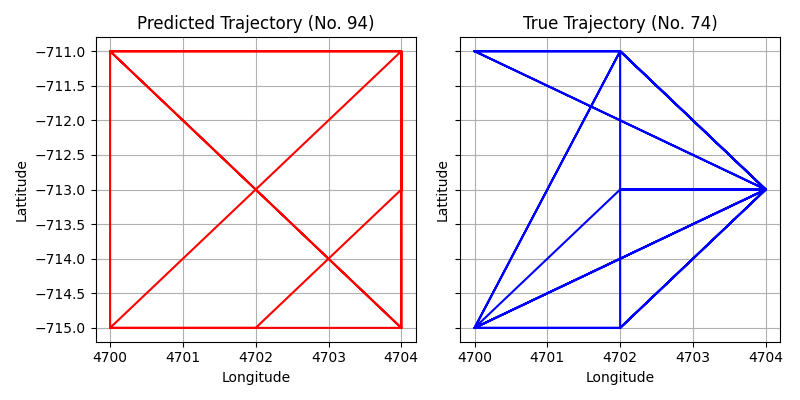 Predicted Trajectory (No. 94)
True Trajectory (No. 74)
Lattitude
−711.0
−711.5
−712.0
−712.5
−713.0
−713.5
−714.0
−714.5
−715.0
4700 4701 4702 4703 4704
Longitude
Lattitude
4700 4701 4702 4703 4704
Longitude